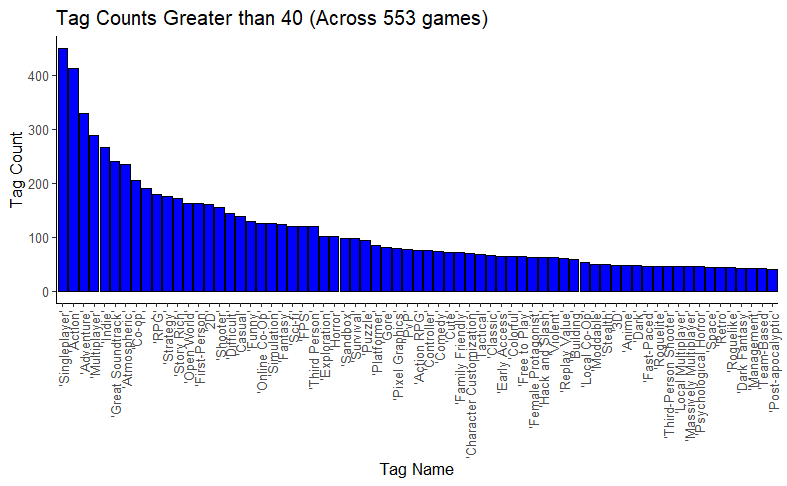 Tag Counts Greater than 40 (Across 553 games)
Tag Count
400
300
200
100
0
'Singleplayer'
'Action'
'Adventure'
'Multiplayer'
'Indie'
'Great Soundtrack'
'Atmospheric'
'Co-op'
'RPG'
'Strategy'
'Story Rich'
'Open World'
'First-Person'
'2D'
'Shooter'
'Difficult'
'Casual'
'Funny'
'Online Co-Op'
'Simulation'
'Fantasy'
'Sci-fi'
'FPS'
'Third Person'
'Exploration'
'Horror'
'Sandbox'
'Survival'
'Puzzle'
'Platformer'
'Gore'
'Pixel Graphics'
'PvP'
'Action RPG'
'Controller'
'Comedy'
'Cute'
'Family Friendly'
'Character Customization'
'Tactical'
'Classic'
'Early Access'
'Colorful'
'Free to Play'
'Female Protagonist'
'Hack and Slash'
'Violent'
'Replay Value'
'Building'
'Local Co-Op'
'Moddable'
'Stealth'
'3D'
'Anime'
'Dark'
'Fast-Paced'
'Roguelite'
'Third-Person Shooter'
'Local Multiplayer'
'Massively Multiplayer'
'Psychological Horror'
'Space'
'Retro'
'Roguelike'
'Dark Fantasy'
'Management'
'Team-Based'
'Post-apocalyptic'
Tag Name